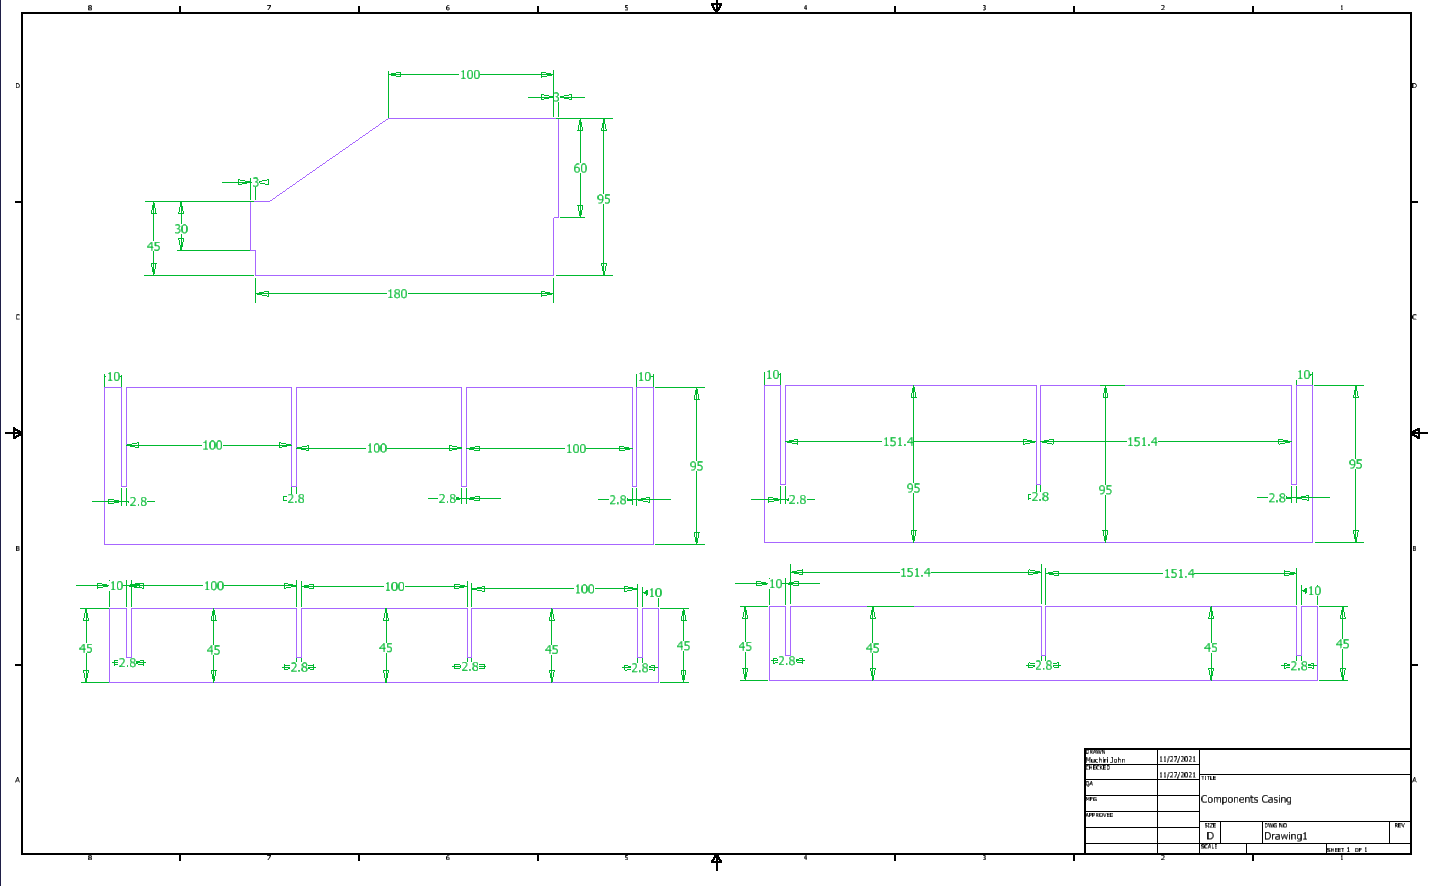 8 7 6 5 4 3 2 1
D
D
100
3
60
95
3
30
45
180
C
C
10
10
100
100
100
95
2.8
2.8
2.8
2.8
10
10
151.4
151.4
95
95
95
2.8
2.8
2.8
B
B
10
100
100
100
10
45
45
45
45
45
2.8
2.8
2.8
2.8
151.4
151.4
10
10
45
45
45
45
2.8
2.8
2.8
A
A
DRAWN
Muchiri John
11/27/2021
CHECKED
11/27/2021
QA
MFG
APPROVED
TITLE
Components Casing
SIZE
D
DWG NO
Drawing1
REV
SCALE
SHEET 1 OF 1
8 7 6 5 4 3 2 1